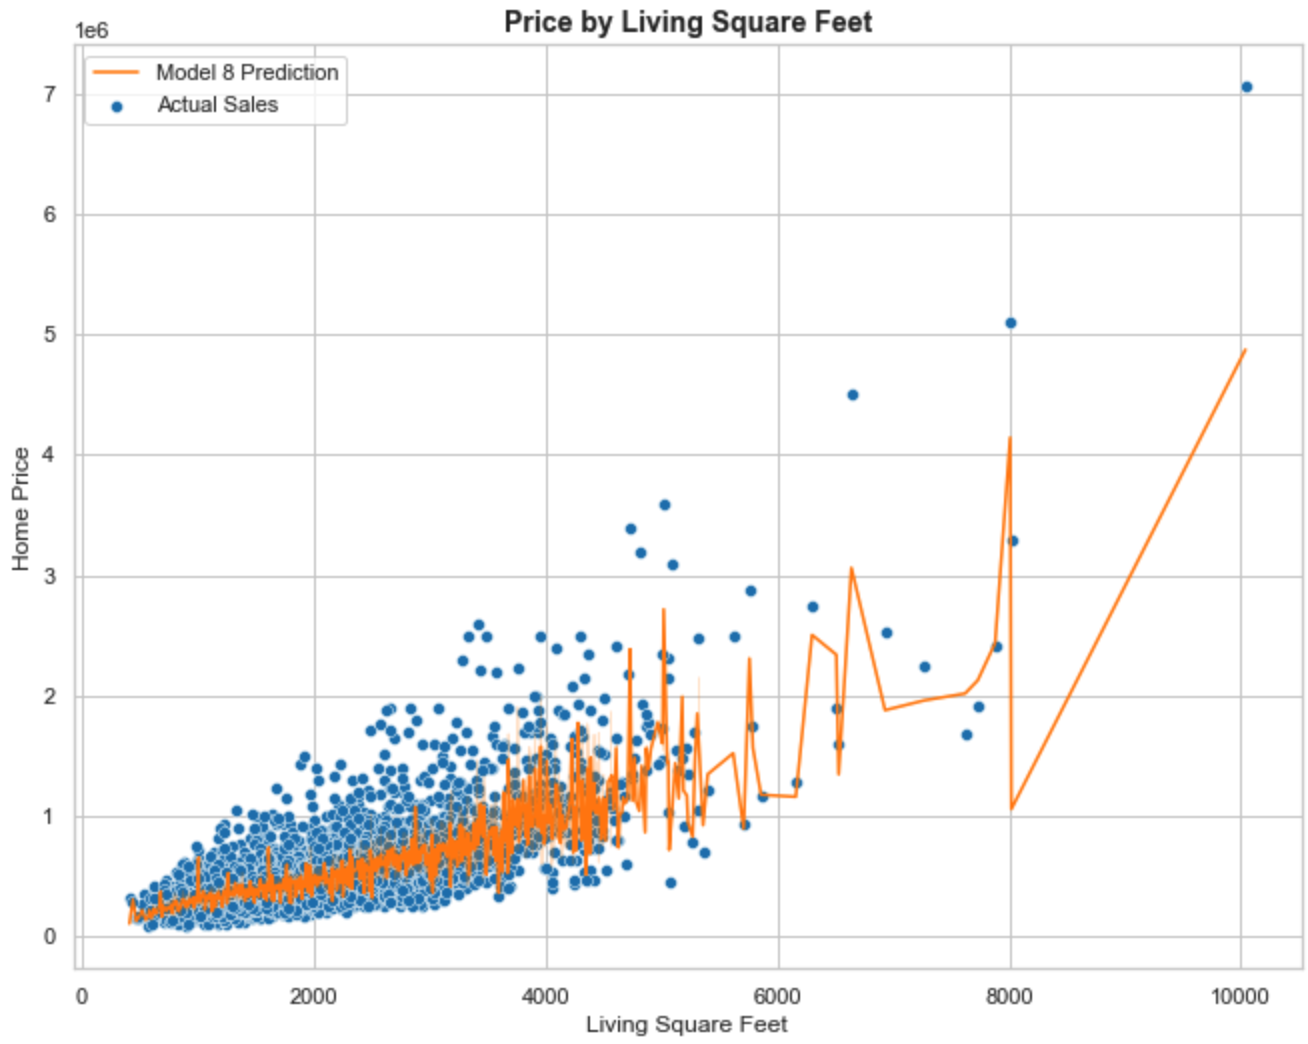 Price by Living Square Feet
1e6
Model 8 Prediction
Actual Sales
7
6
5
4
3
2
1
0
Home Price
0 2000 4000 6000 8000 10000
Living Square Feet